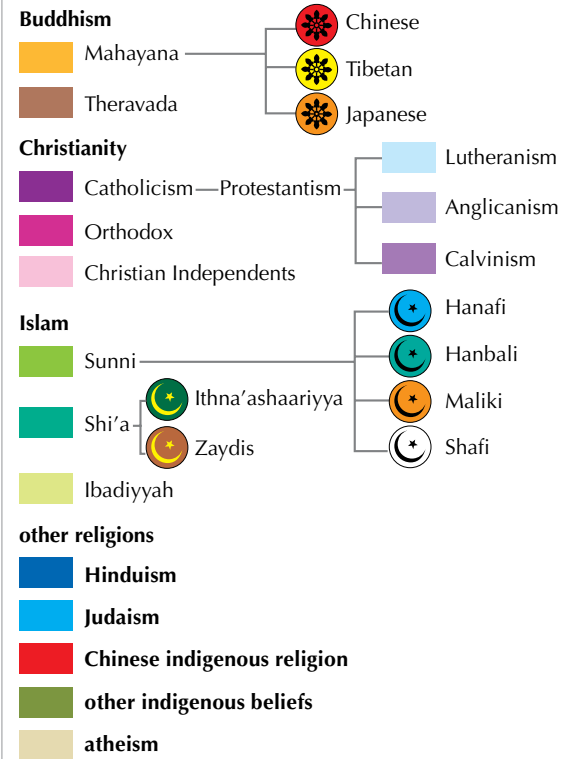 Buddhism
Mahayana
Chinese
Tibetan
Japanese
Theravada
Christianity
Catholicism Protestantism
Lutheranism
Anglicanism
Calvinism
Orthodox
Christian Independents
Islam
Sunni
Hanafi
Hanbali
Maliki
Shafi
Shi’a
Ithna’ashaariyya
Zaydis
Ibadiyyah
other religions
Hinduism
Judaism
Chinese indigenous religion
other indigenous beliefs
atheism